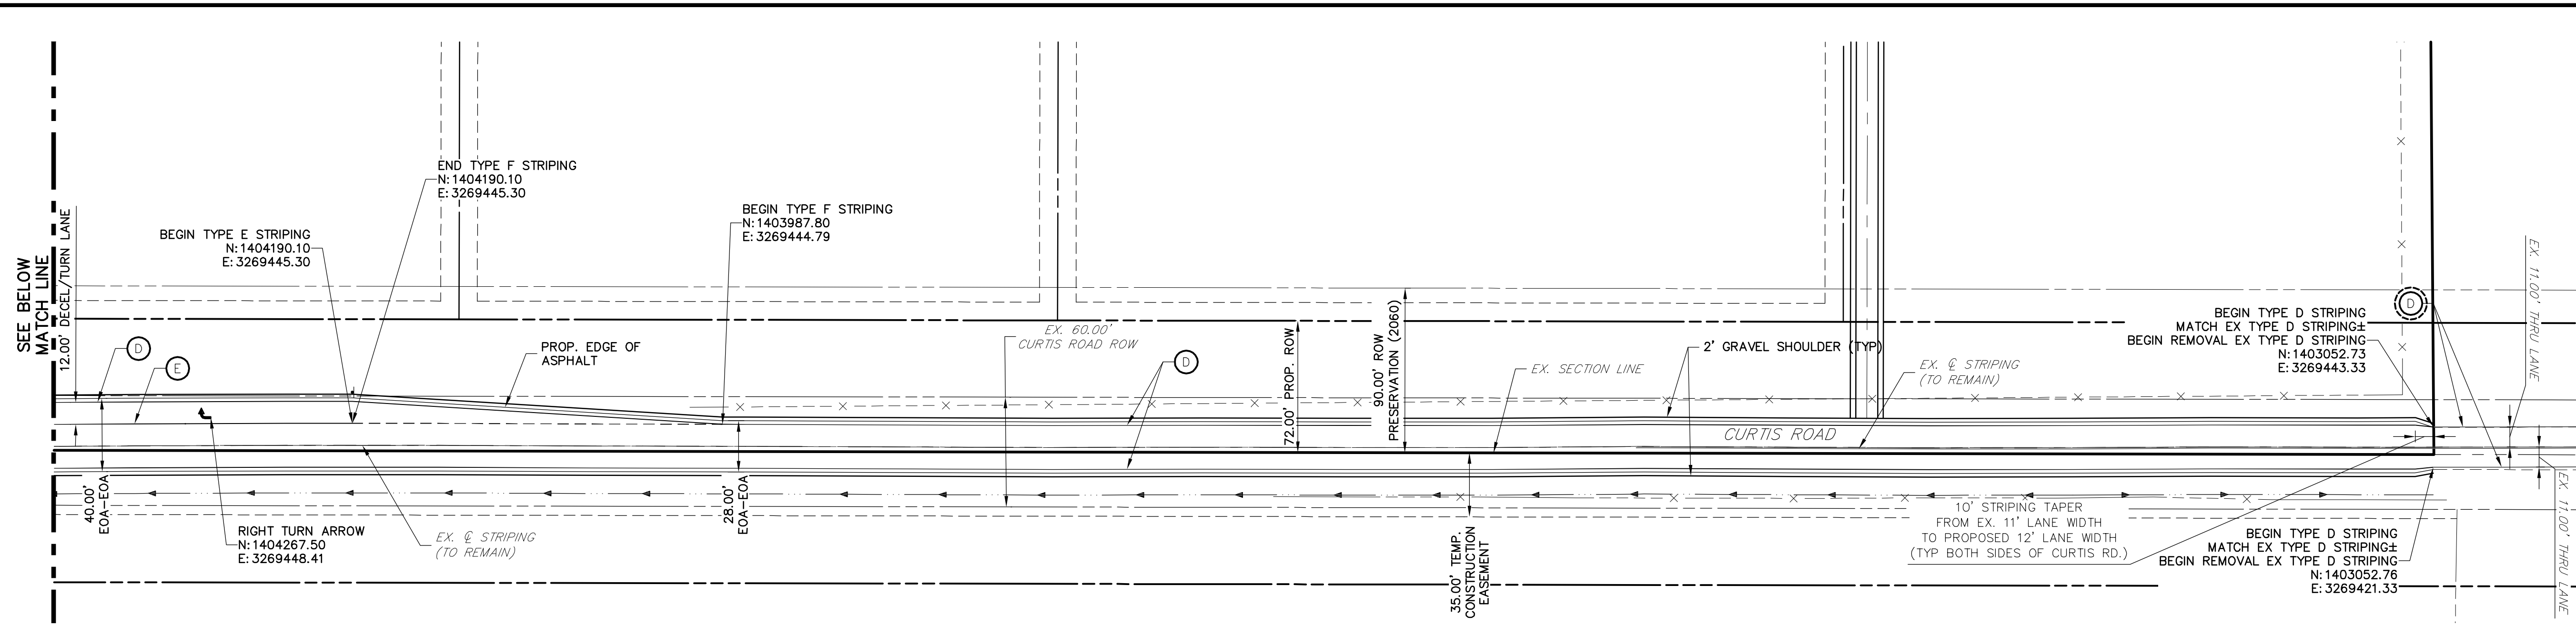 SEE BELOW
MATCH LINE
12.00' DECEL/TURN LANE
BEGIN TYPE E STRIPING
N: 1404190.10
E: 3269445.30
END TYPE F STRIPING
N: 1404190.10
E: 3269445.30
BEGIN TYPE F STRIPING
N: 1403987.80
E: 3269444.79
D
E
PROP. EDGE OF
ASPHALT
EX. 60.00'
CURTIS ROAD ROW
D
72.00' PROP. ROW
90.00' ROW
PRESERVATION (2060)
EX. SECTION LINE
2' GRAVEL SHOULDER (TYP)
EX. ℄ STRIPING
(TO REMAIN)
CURTIS ROAD
D
BEGIN TYPE D STRIPING
MATCH EX TYPE D STRIPING±
BEGIN REMOVAL EX TYPE D STRIPING
N: 1403052.73
E: 3269443.33
EX. 11.00' THRU LANE
40.00'
EOA-EOA
RIGHT TURN ARROW
N: 1404267.50
E: 3269448.41
EX. ℄ STRIPING
(TO REMAIN)
28.00'
EOA-EOA
35.00' TEMP.
CONSTRUCTION
EASEMENT
10' STRIPING TAPER
FROM EX. 11' LANE WIDTH
TO PROPOSED 12' LANE WIDTH
(TYP BOTH SIDES OF CURTIS RD.)
BEGIN TYPE D STRIPING
MATCH EX TYPE D STRIPING±
BEGIN REMOVAL EX TYPE D STRIPING
N: 1403052.76
E: 3269421.33
EX. 11.00' THRU LANE